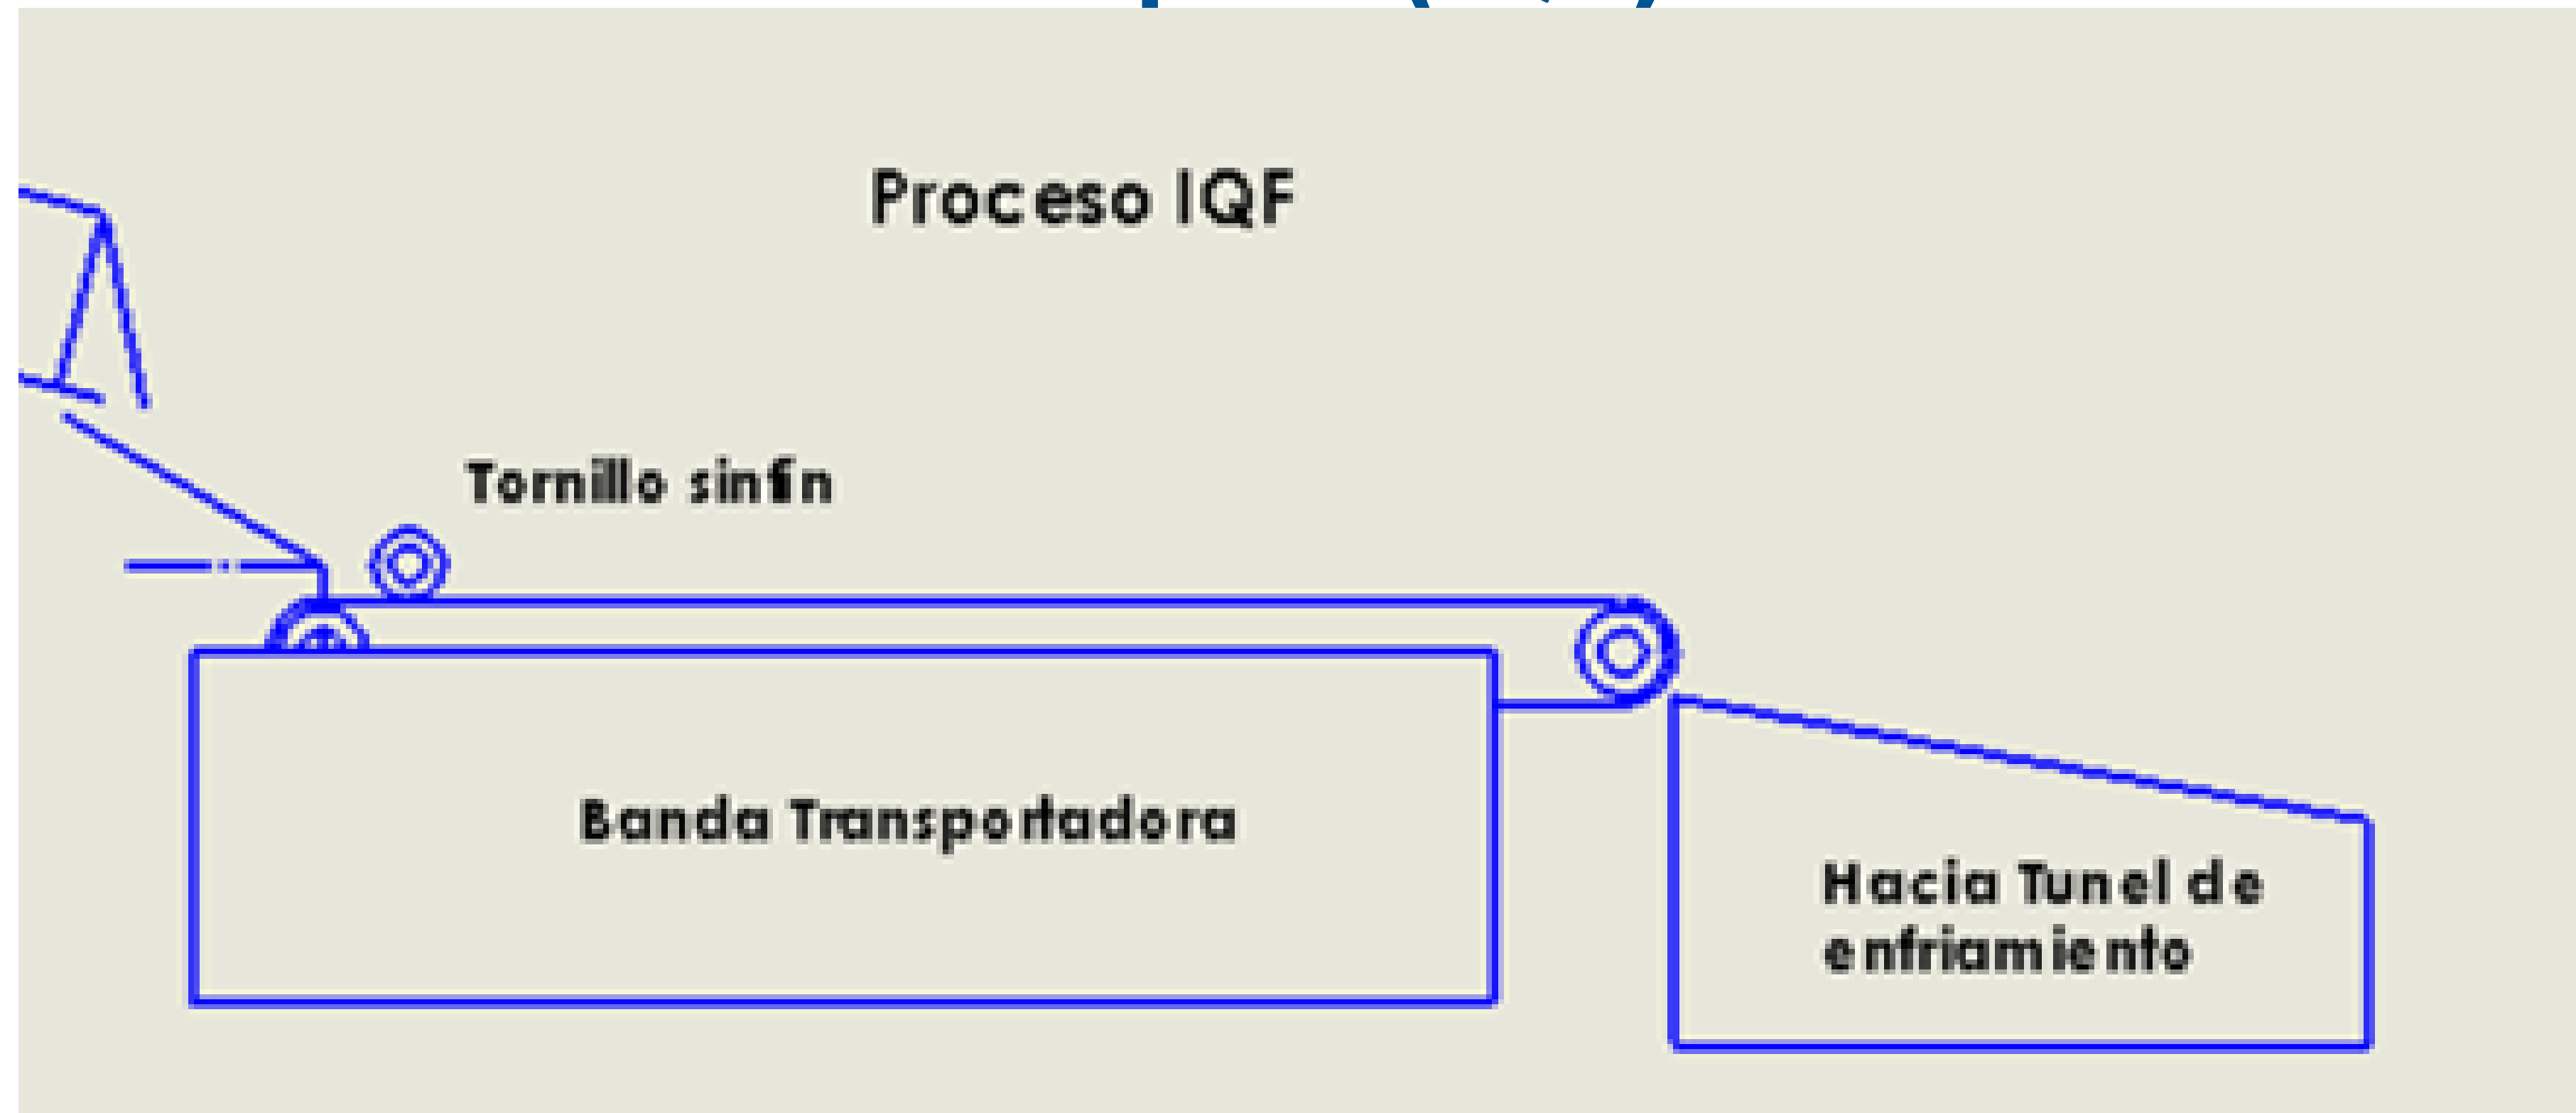 Proceso IQF
Tornillo sinfin
Banda Transportadora
Hacia Tunel de
enfriamiento